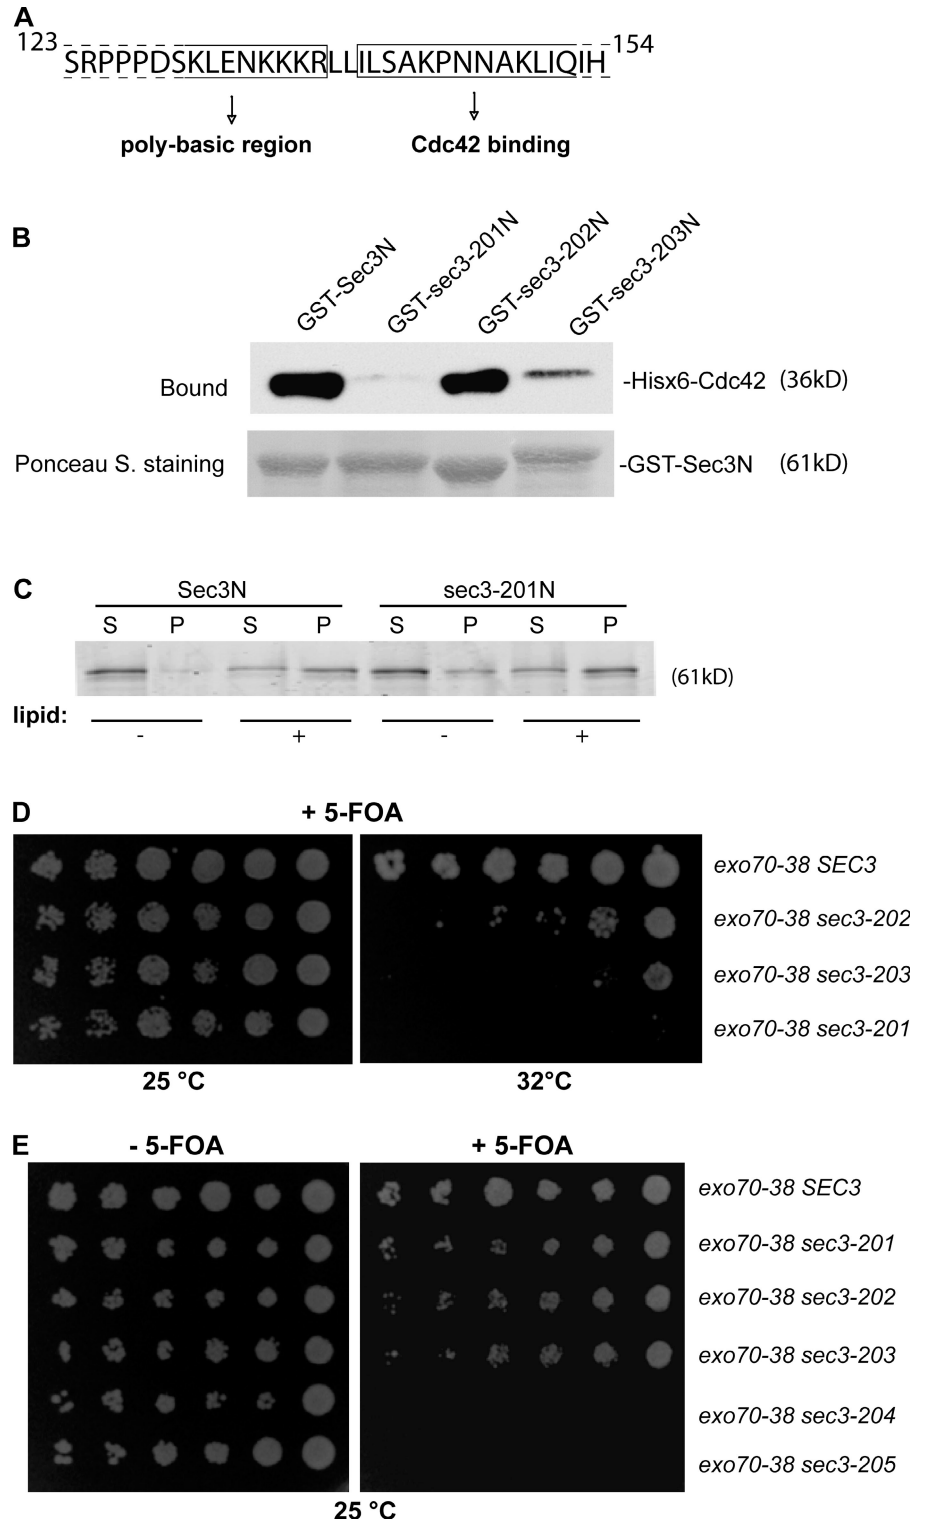 A
123 SRPPPDSKLENKKKRLLILSAKPNNAKLIQIH 154
poly-basic region Cdc42 binding
B
GST-Sec3N GST-sec3-201N GST-sec3-202N GST-sec3-203N
Bound -Hisx6-Cdc42 (36kD)
Ponceau S. staining -GST-Sec3N (61kD)
C
Sec3N sec3-201N
S P S P S P S P
(61kD)
lipid:
- + - +
D
+ 5-FOA
exo70-38 SEC3
exo70-38 sec3-202
exo70-38 sec3-203
exo70-38 sec3-201
25 °C 32°C
E
- 5-FOA + 5-FOA
exo70-38 SEC3
exo70-38 sec3-201
exo70-38 sec3-202
exo70-38 sec3-203
exo70-38 sec3-204
exo70-38 sec3-205
25 °C